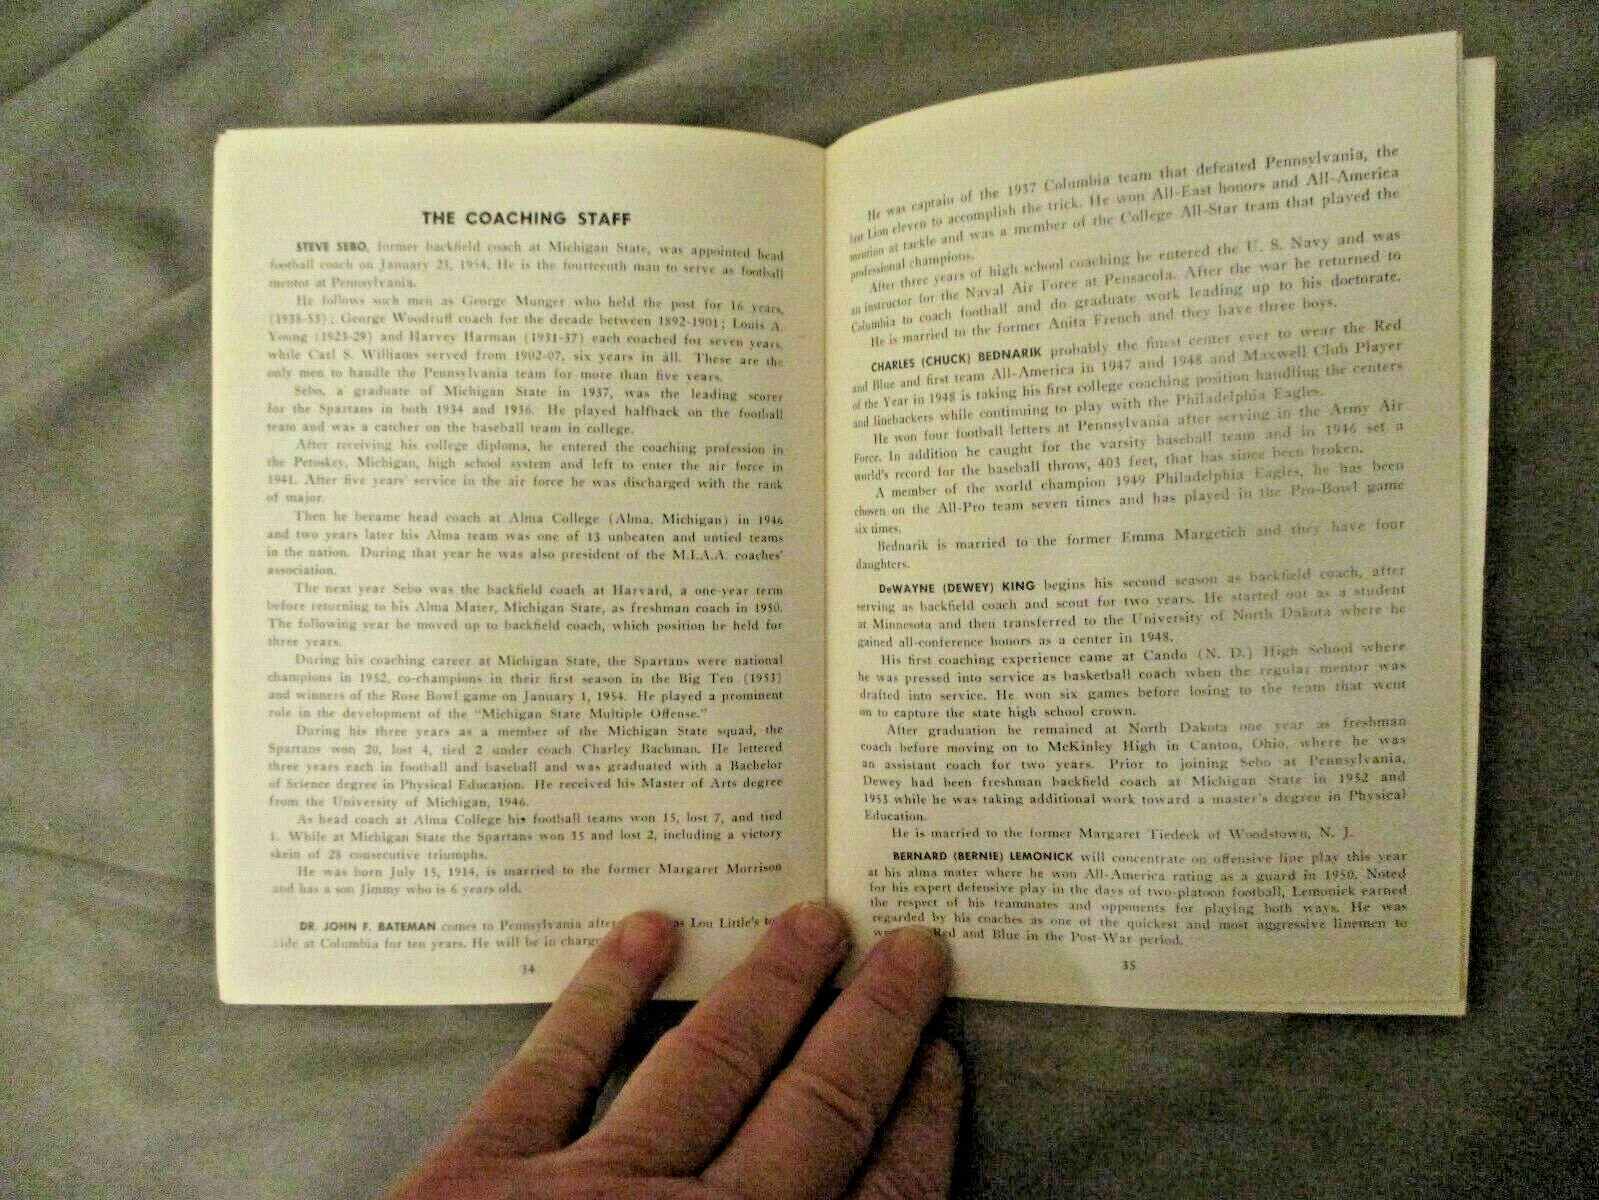 THE COACHING STAFF
STEVE SEBO, former backfield coach at Michigan State, was appointed head
football coach on January 23, 1954. He is the fourteenth man to serve as football
mentor at Pennsylvania.
He follows such men as George Munger who held the post for 16 years,
(1938-53); George Woodruff coach for the decade between 1892-1901; Louis A.
Young (1923-29) and Harvey Harman (1931-37) each coached for seven years,
while Carl S. Williams served from 1902-07, six years in all. These are the
only men to handle the Pennsylvania team for more than five years.
Sebo, a graduate of Michigan State in 1937, was the leading scorer
for the Spartans in both 1934 and 1936. He played halfback on the football
team and was a catcher on the baseball team in college.
After receiving his college diploma, he entered the coaching profession in
the Petoskey, Michigan, high school system and left to enter the air force in
1941. After five years' service in the air force he was discharged with the rank
of major.
Then he became head coach at Alma College (Alma, Michigan) in 1946
and two years later his Alma team was one of 13 unbeaten and untied teams
in the nation. During that year he was also president of the M.I.A.A. coaches'
association.
The next year Sebo was the backfield coach at Harvard, a one-year term
before returning to his Alma Mater, Michigan State, as freshman coach in 1950.
The following year he moved up to backfield coach, which position he held for
three years.
During his coaching career at Michigan State, the Spartans were national
champions in 1952, co-champions in their first season in the Big Ten (1953)
and winners of the Rose Bowl game on January 1, 1954. He played a prominent
role in the development of the "Michigan State Multiple Offense."
During his three years as a member of the Michigan State squad, the
Spartans won 20, lost 4, tied 2 under coach Charley Bachman. He lettered
three years each in football and baseball and was graduated with a Bachelor
of Science degree in Physical Education. He received his Master of Arts degree
from the University of Michigan, 1946.
As head coach at Alma College his football teams won 15, lost 7, and tied
1. While at Michigan State the Spartans won 35 and lost 2, including a victory
skein of 28 consecutive triumphs.
He was born July 15, 1914, is married to the former Margaret Morrison
and has a son Jimmy who is 6 years old.
DR. JOHN F. BATEMAN comes to Pennsylvania after as Lou Little's
aide at Columbia for ten years. He will be in charge
34
He was captain of the 1937 Columbia team that defeated Pennsylvania, the
last Lion eleven to accomplish the trick. He won All-East honors and All-America
mention at tackle and was a member of the College All-Star team that played the
professional champions.
After three years of high school coaching he entered the U. S. Navy and was
an instructor for the Naval Air Force at Pensacola. After the war he returned to
Columbia to coach football and do graduate work leading up to his doctorate.
He is married to the former Anita French and they have three boys.
CHARLES (CHUCK) BEDNARIK probably the finest center ever to wear the Red
and Blue and first team All-America in 1947 and 1948 and Maxwell Club Player
of the Year in 1948 is taking his first college coaching position handling the centers
and linebackers while continuing to play with the Philadelphia Eagles.
He won four football letters at Pennsylvania after serving in the Army Air
Force. In addition he caught for the varsity baseball team and in 1946 set a
world's record for the baseball throw, 403 feet, that has since been broken.
A member of the world champion 1949 Philadelphia Eagles, he has been
chosen on the All-Pro team seven times and has played in the Pro-Bowl game
six times.
Bednarik is married to the former Emma Margetich and they have four
daughters.
DeWAYNE (DEWEY) KING begins his second season as backfield coach, after
serving as backfield coach and scout for two years. He started out as a student
at Minnesota and then transferred to the University of North Dakota where he
gained all-conference honors as a center in 1948.
His first coaching experience came at Cando (N. D.) High School where
he was pressed into service as basketball coach when the regular mentor was
drafted into service. He won six games before losing to the team that went
on to capture the state high school crown.
After graduation he remained at North Dakota one year as freshman
coach before moving on to McKinley High in Canton, Ohio, where he was
an assistant coach for two years. Prior to joining Sebo at Pennsylvania,
Dewey had been freshman backfield coach at Michigan State in 1952 and
1953 while he was taking additional work toward a master's degree in Physical
Education.
He is married to the former Margaret Tiedeck of Woodstown, N. J.
BERNARD (BERNIE) LEMONICK will concentrate on offensive line play this year
at his alma mater where he won All-America rating as a guard in 1950. Noted
for his expert defensive play in the days of two-platoon football, Lemonick earned
the respect of his teammates and opponents for playing both ways. He was
regarded by his coaches as one of the quickest and most aggressive linemen to
Red and Blue in the Post-War period.
35